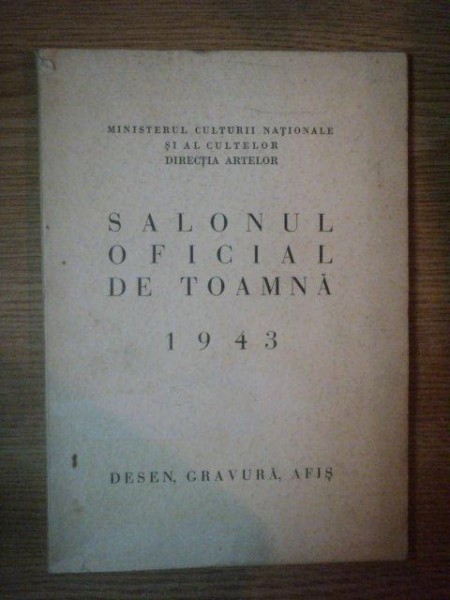 MINISTERUL CULTURII NAȚIONALE
ȘI AL CULTELOR
DIRECȚIA ARTELOR
SALONUL
OFICIAL
DE TOAMNĂ
1943
DESEN, GRAVURĂ, AFIȘ